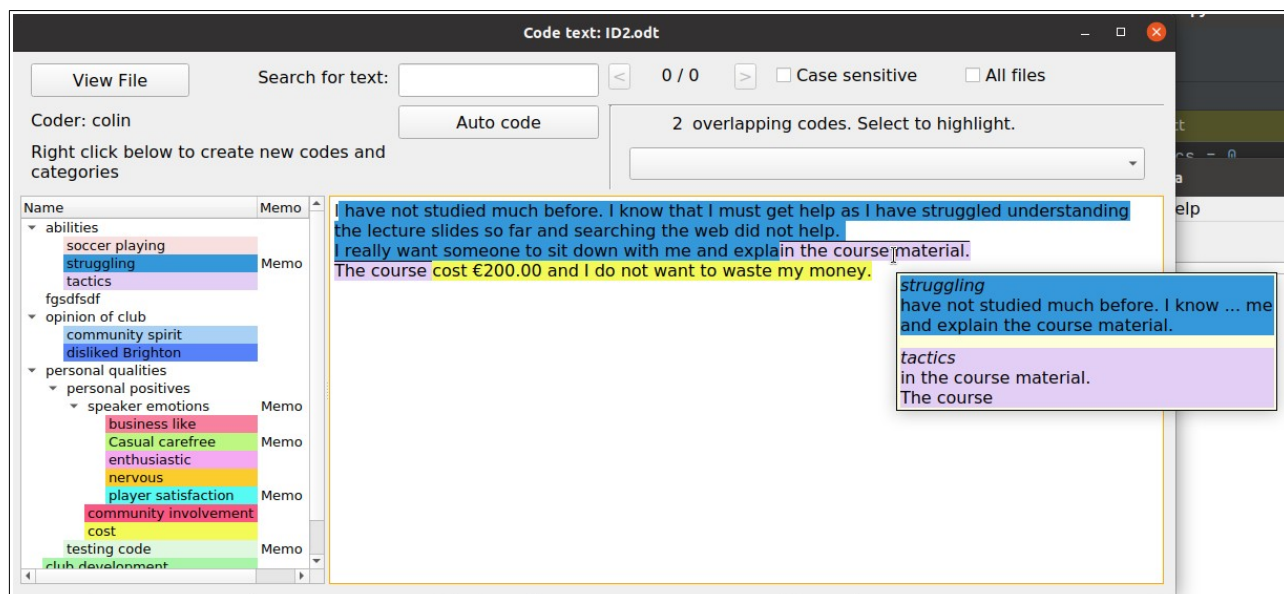 Code text: ID2.odt
View File
Search for text:
<
0 / 0
>
Case sensitive
All files
Coder: colin
Auto code
2 overlapping codes. Select to highlight.
Right click below to create new codes and
categories
Name
Memo
abilities
soccer playing
struggling
Memo
tactics
fgsdfsdf
opinion of club
community spirit
disliked Brighton
personal qualities
personal positives
speaker emotions
Memo
business like
Casual carefree
Memo
enthusiastic
nervous
player satisfaction
Memo
community involvement
cost
testing code
Memo
club development
I have not studied much before. I know that I must get help as I have struggled understanding
the lecture slides so far and searching the web did not help.
I really want someone to sit down with me and explain the course material.
The course cost €200.00 and I do not want to waste my money.
struggling
have not studied much before. I know ... me
and explain the course material.
tactics
in the course material.
The course
elp